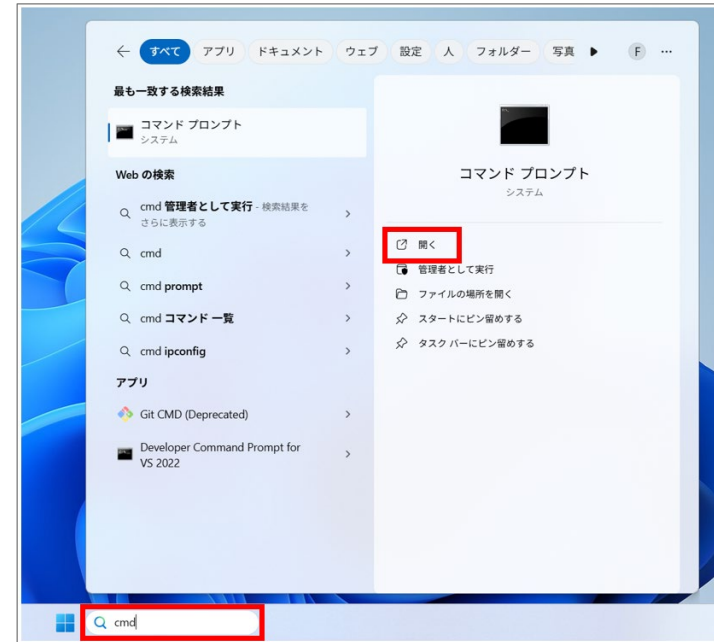 すべて アプリ ドキュメント ウェブ 設定 人 フォルダー 写真 F ...
最も一致する検索結果
コマンド プロンプト
システム
Web の検索
cmd 管理者として実行 - 検索結果を
さらに表示する
cmd
cmd prompt
cmd コマンド 一覧
cmd ipconfig
アプリ
Git CMD (Deprecated)
Developer Command Prompt for
VS 2022
コマンド プロンプト
システム
開く
管理者として実行
ファイルの場所を開く
スタートにピン留めする
タスク バーにピン留めする
cmd